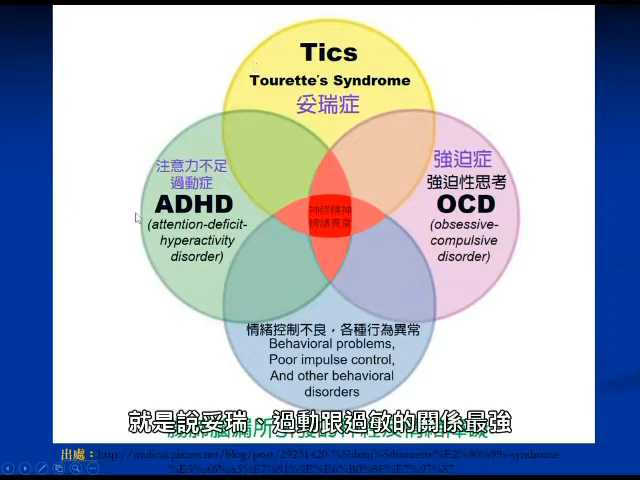 Tics
Tourette's Syndrome
妥瑞症
注意力不足
過動症
ADHD
(attention-deficit-
hyperactivity
disorder)
強迫症
強迫性思考
OCD
(obsessive-
compulsive
disorder)
神經精神
情緒異常
情緒控制不良，各種行為異常
Behavioral problems,
Poor impulse control,
And other behavioral
disorders
就是說妥瑞。過動跟過敏的關係最強
出處：